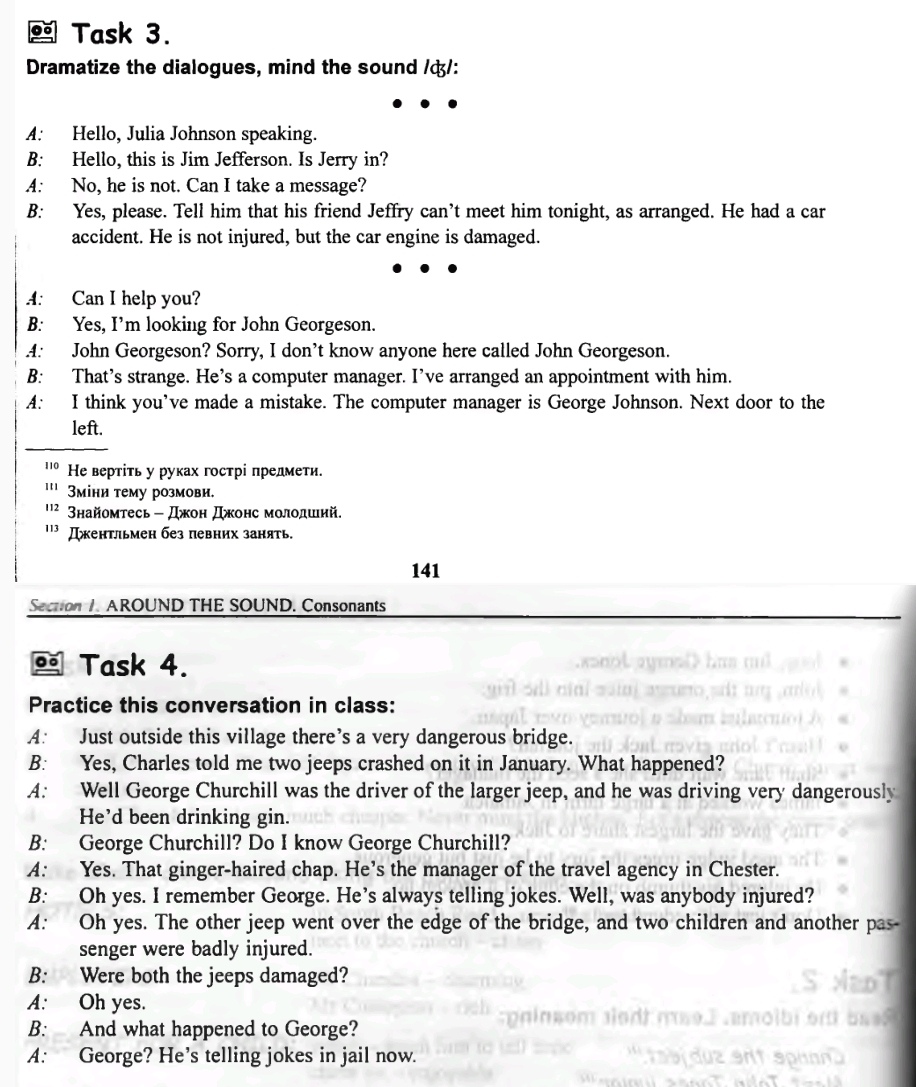 Task 3.
Dramatize the dialogues, mind the sound /ʤ/:
• • •
A: Hello, Julia Johnson speaking.
B: Hello, this is Jim Jefferson. Is Jerry in?
A: No, he is not. Can I take a message?
B: Yes, please. Tell him that his friend Jeffry can't meet him tonight, as arranged. He had a car
accident. He is not injured, but the car engine is damaged.
• • •
A: Can I help you?
B: Yes, I'm looking for John Georgeson.
A: John Georgeson? Sorry, I don't know anyone here called John Georgeson.
B: That's strange. He's a computer manager. I've arranged an appointment with him.
A: I think you've made a mistake. The computer manager is George Johnson. Next door to the
left.
110 Не вертіть у руках гострі предмети.
111 Зміни тему розмови.
112 Знайомтесь – Джон Джонс молодший.
113 Джентльмен без певних занять.
141
Section 1. AROUND THE SOUND. Consonants
Task 4.
Practice this conversation in class:
A: Just outside this village there's a very dangerous bridge.
B: Yes, Charles told me two jeeps crashed on it in January. What happened?
A: Well George Churchill was the driver of the larger jeep, and he was driving very dangerously.
He'd been drinking gin.
B: George Churchill? Do I know George Churchill?
A: Yes. That ginger-haired chap. He's the manager of the travel agency in Chester.
B: Oh yes. I remember George. He's always telling jokes. Well, was anybody injured?
A: Oh yes. The other jeep went over the edge of the bridge, and two children and another pas-
senger were badly injured.
B: Were both the jeeps damaged?
A: Oh yes.
B: And what happened to George?
A: George? He's telling jokes in jail now.